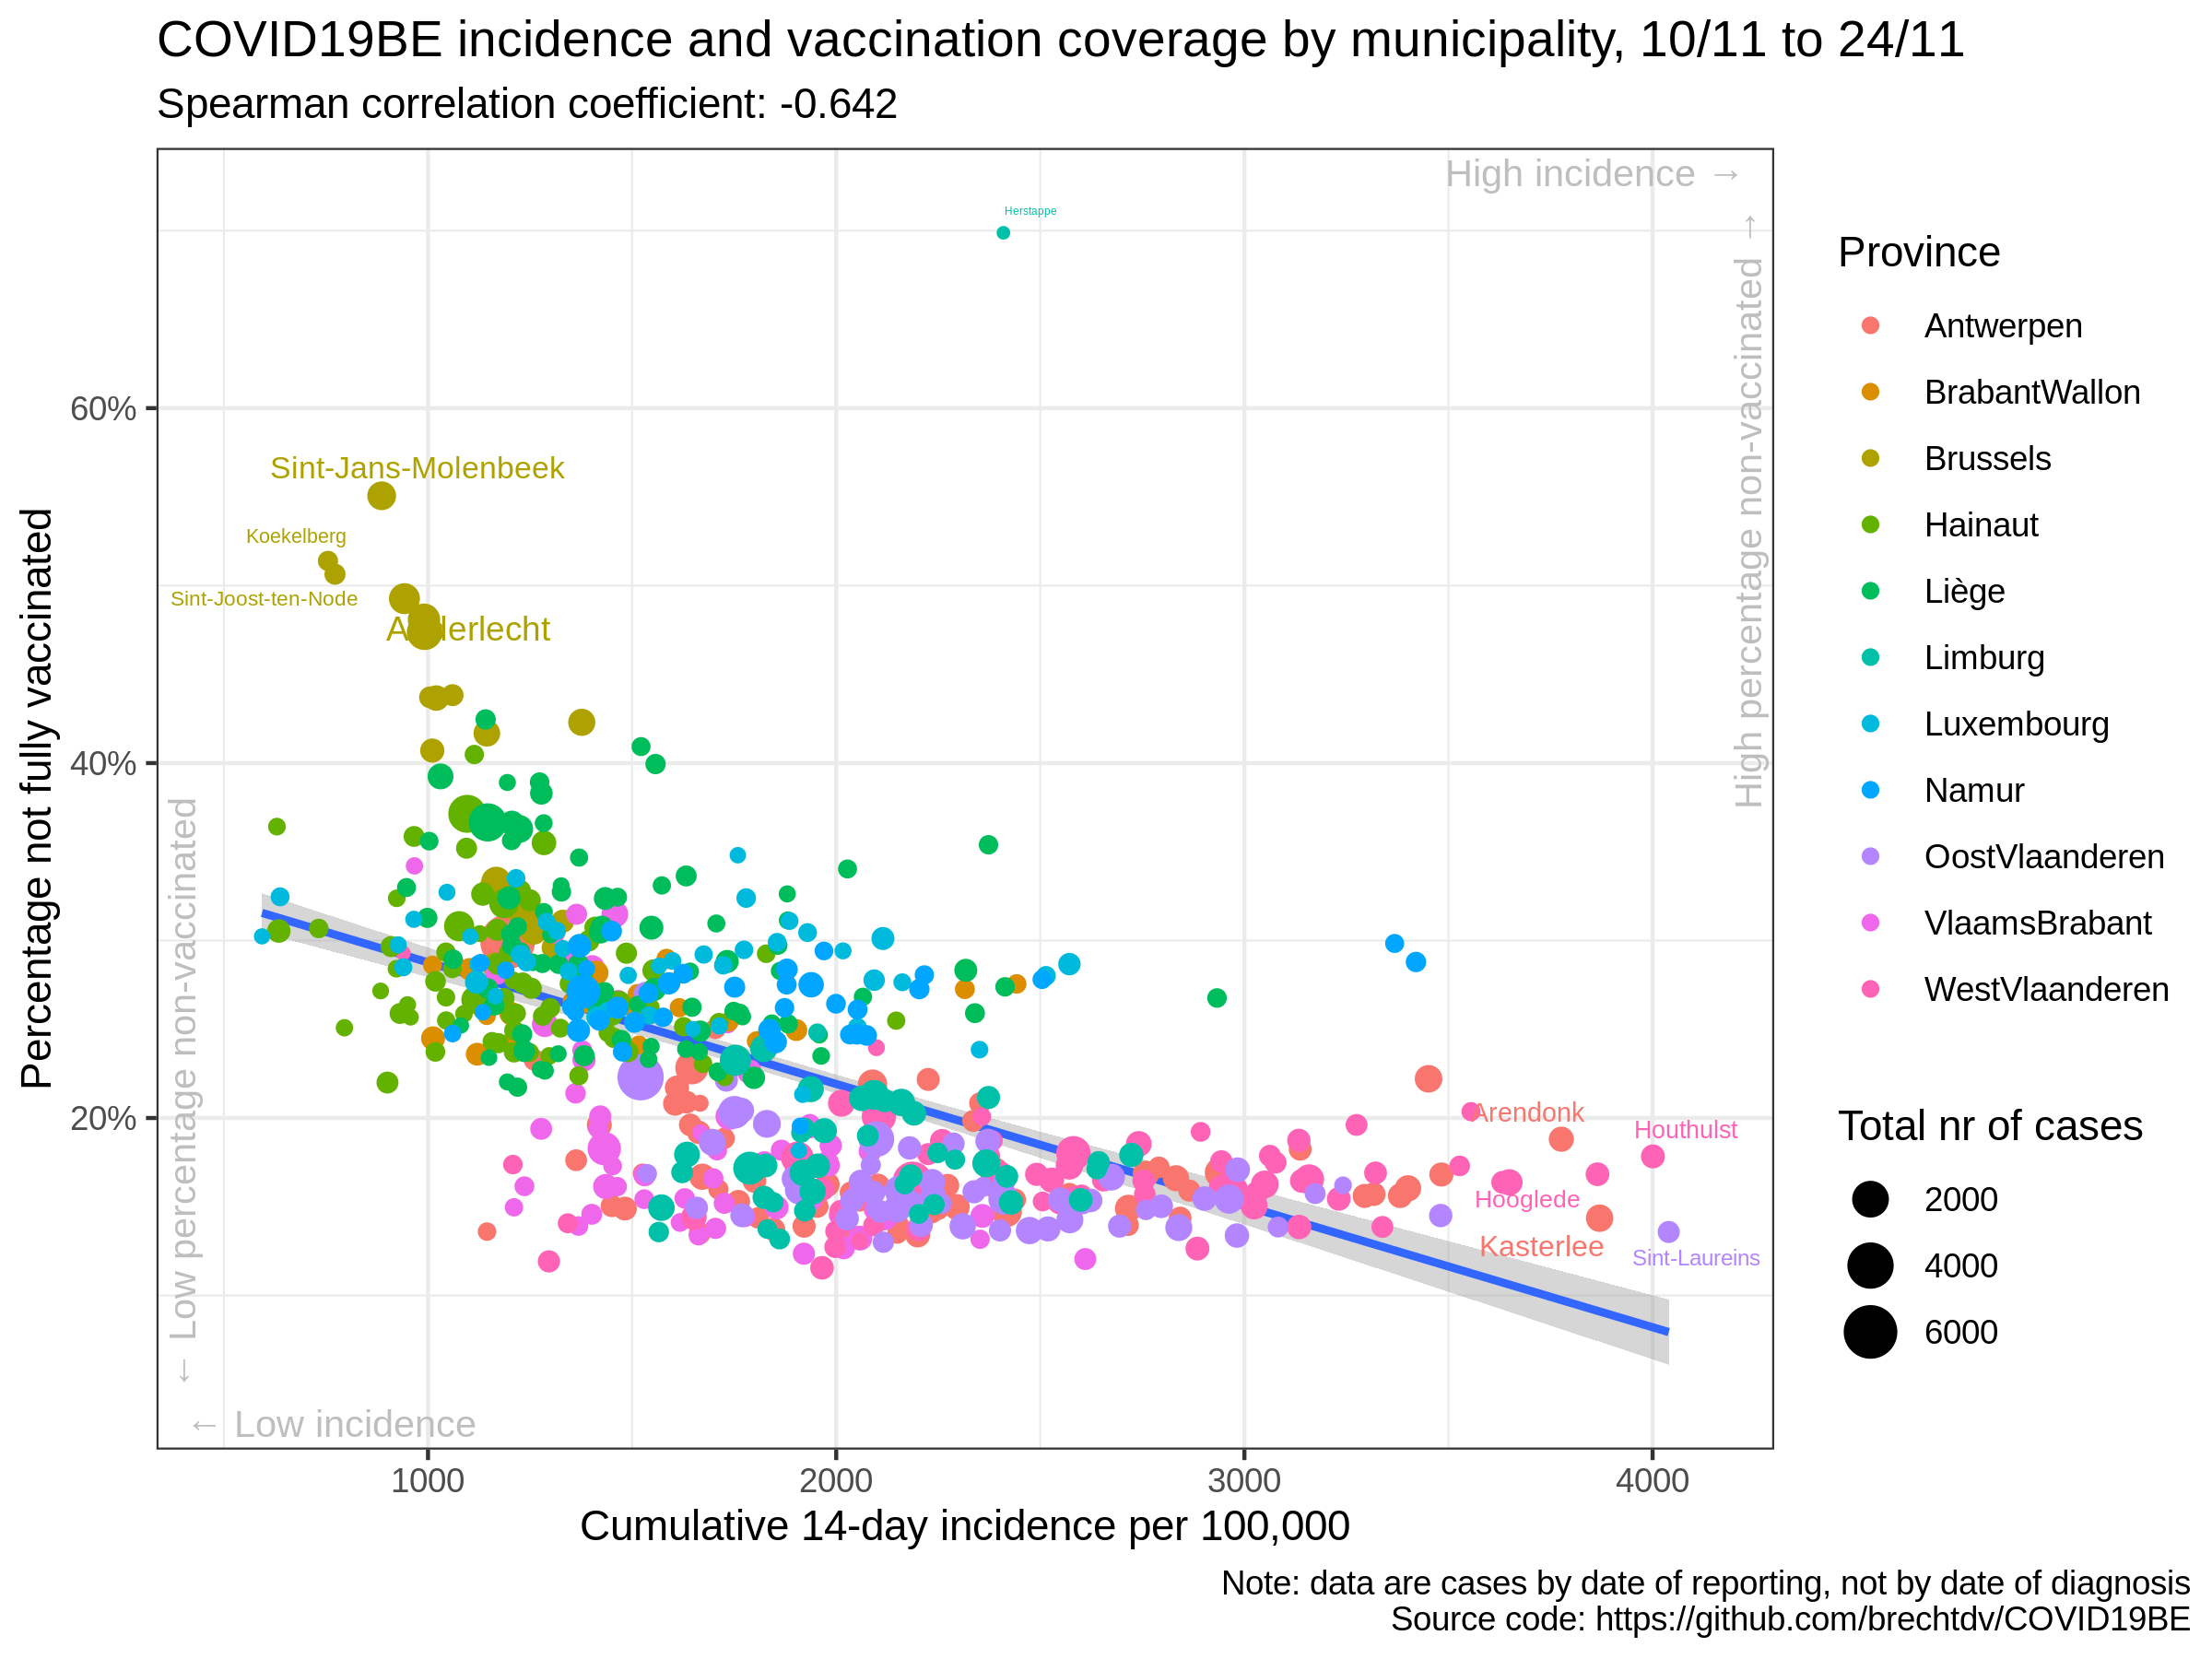 COVID19BE incidence and vaccination coverage by municipality, 10/11 to 24/11
Spearman correlation coefficient: -0.642
High incidence →
High percentage non-vaccinated →
Herstappe
Sint-Jans-Molenbeek
Koekelberg
Sint-Joost-ten-Node
Anderlecht
Arendonk
Houthulst
Hooglede
Kasterlee
Sint-Laureins
← Low percentage non-vaccinated
← Low incidence
60%
40%
20%
Percentage not fully vaccinated
1000
2000
3000
4000
Cumulative 14-day incidence per 100,000
Province
Antwerpen
BrabantWallon
Brussels
Hainaut
Liège
Limburg
Luxembourg
Namur
OostVlaanderen
VlaamsBrabant
WestVlaanderen
Total nr of cases
2000
4000
6000
Note: data are cases by date of reporting, not by date of diagnosis
Source code: https://github.com/brechtdv/COVID19BE